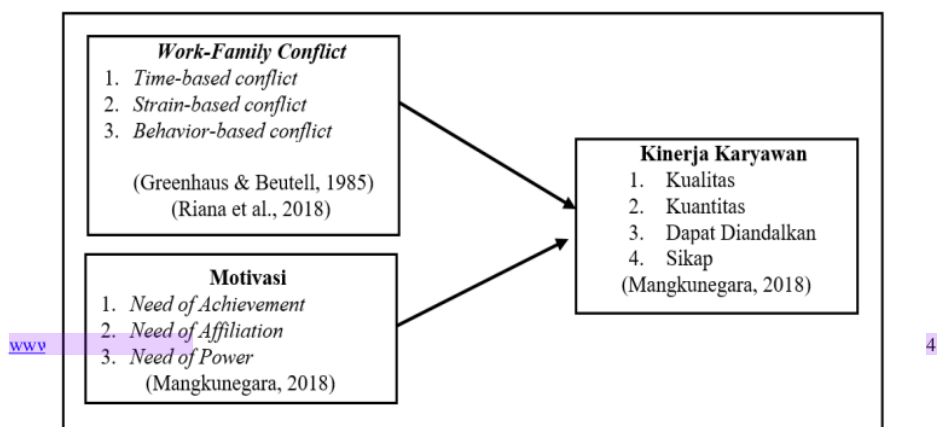 Work-Family Conflict
1. Time-based conflict
2. Strain-based conflict
3. Behavior-based conflict
(Greenhaus & Beutell, 1985)
(Riana et al., 2018)
Motivasi
1. Need of Achievement
2. Need of Affiliation
3. Need of Power
(Mangkunegara, 2018)
Kinerja Karyawan
1. Kualitas
2. Kuantitas
3. Dapat Diandalkan
4. Sikap
(Mangkunegara, 2018)
4